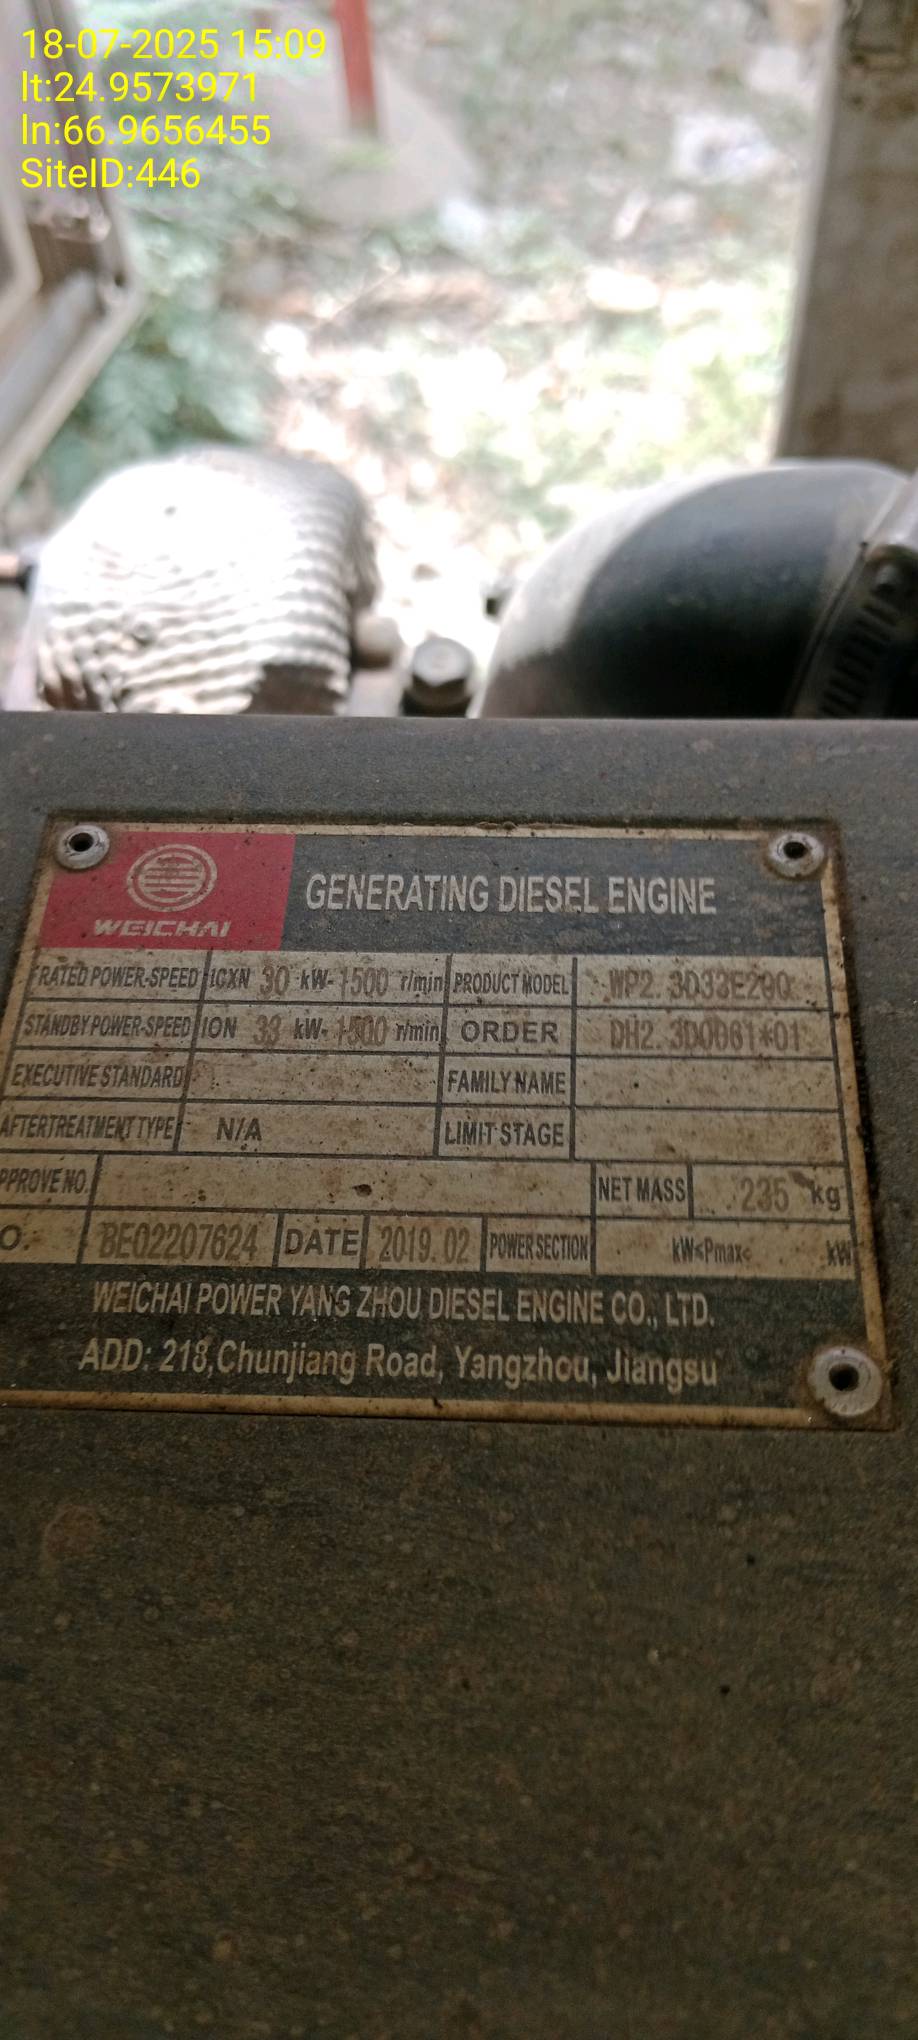 18-07-2025 15:09
lt:24.9573971
ln:66.9656455
SiteID:446
WEICHAI
GENERATING DIESEL ENGINE
RATED POWER-SPEED ICXN 30 kW- 1500 r/min PRODUCT MODEL WP2.3D33E200
STANDBY POWER-SPEED ION 33 kW- 1500 r/min ORDER DH2.3D0061*01
EXECUTIVE STANDARD FAMILY NAME
AFTERTREATMENT TYPE N/A LIMIT STAGE
PPROVE NO. NET MASS 235 kg
O. BE02207624 DATE 2019.02 POWER SECTION kW<Pmax< kW
WEICHAI POWER YANG ZHOU DIESEL ENGINE CO., LTD.
ADD: 218,Chunjiang Road, Yangzhou, Jiangsu